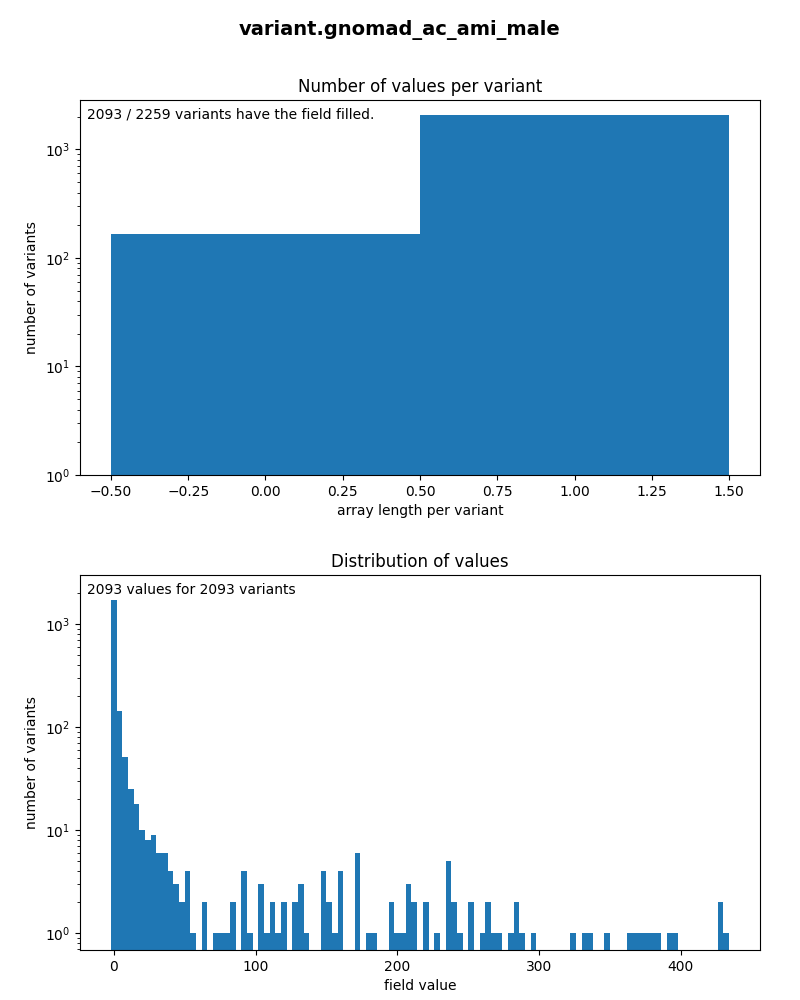 variant.gnomad_ac_ami_male
Number of values per variant
2093 / 2259 variants have the field filled.
number of variants
10³
10²
10¹
10⁰
−0.50 −0.25 0.00 0.25 0.50 0.75 1.00 1.25 1.50
array length per variant
Distribution of values
2093 values for 2093 variants
number of variants
10³
10²
10¹
10⁰
0 100 200 300 400
field value